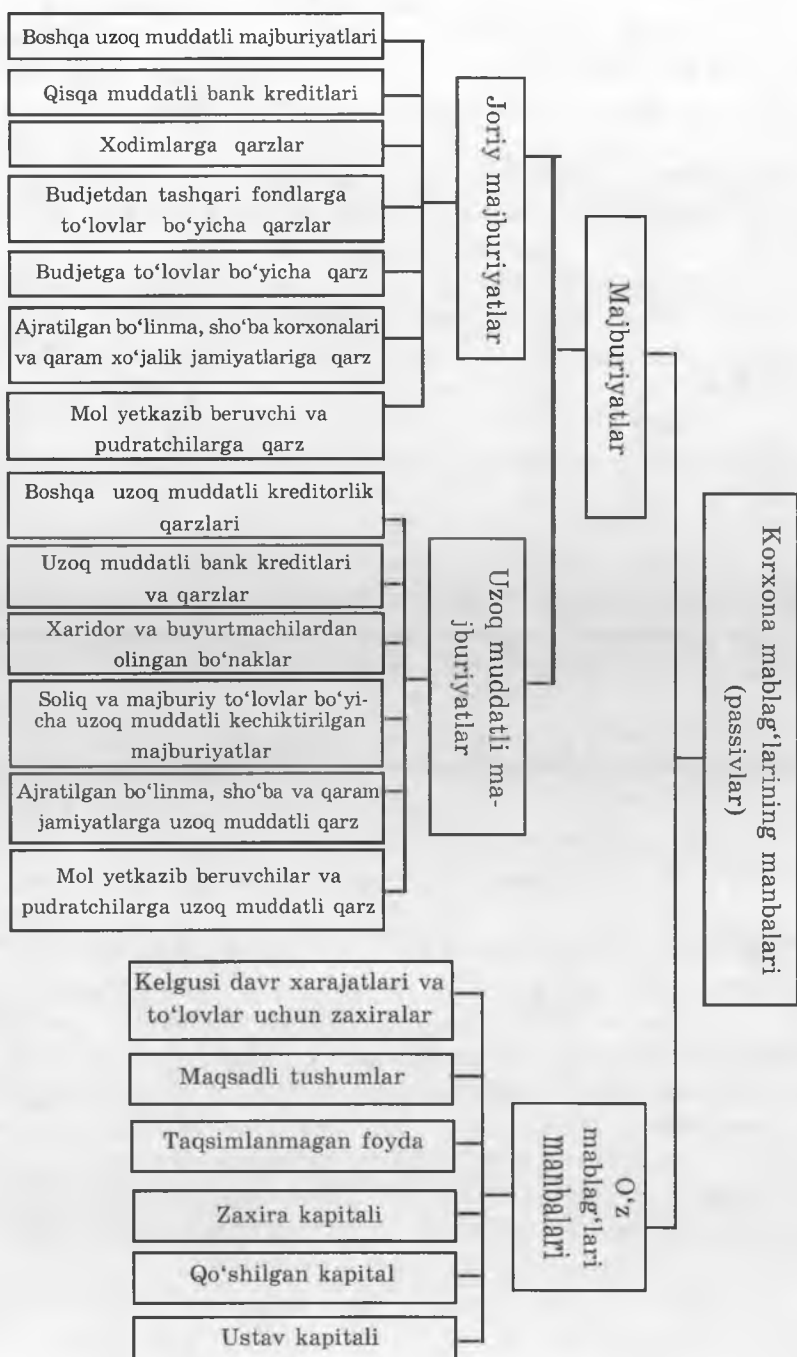 Korxona mablag‘larining manbalari
(passivlar)
Majburiyatlar
Joriy majburiyatlar
Boshqa uzoq muddatli majburiyatlari
Qisqa muddatli bank kreditlari
Xodimlarga qarzlar
Budjetdan tashqari fondlarga
to‘lovlar bo‘yicha qarzlar
Budjetga to‘lovlar bo‘yicha qarz
Ajratilgan bo‘linma, sho‘ba korxonalari
va qaram xo‘jalik jamiyatlariga qarz
Mol yetkazib beruvchi va
pudratchilarga qarz
Uzoq muddatli ma-
jburiyatlar
Boshqa uzoq muddatli kreditorlik
qarzlari
Uzoq muddatli bank kreditlari
va qarzlar
Xaridor va buyurtmachilardan
olingan bo‘naklar
Soliq va majburiy to‘lovlar bo‘yi-
cha uzoq muddatli kechiktirilgan
majburiyatlar
Ajratilgan bo‘linma, sho‘ba va qaram
jamiyatlarga uzoq muddatli qarz
Mol yetkazib beruvchilar va
pudratchilarga uzoq muddatli qarz
O‘z
mablag‘lari
manbalari
Kelgusi davr xarajatlari va
to‘lovlar uchun zaxiralar
Maqsadli tushumlar
Taqsimlanmagan foyda
Zaxira kapitali
Qo‘shilgan kapital
Ustav kapitali